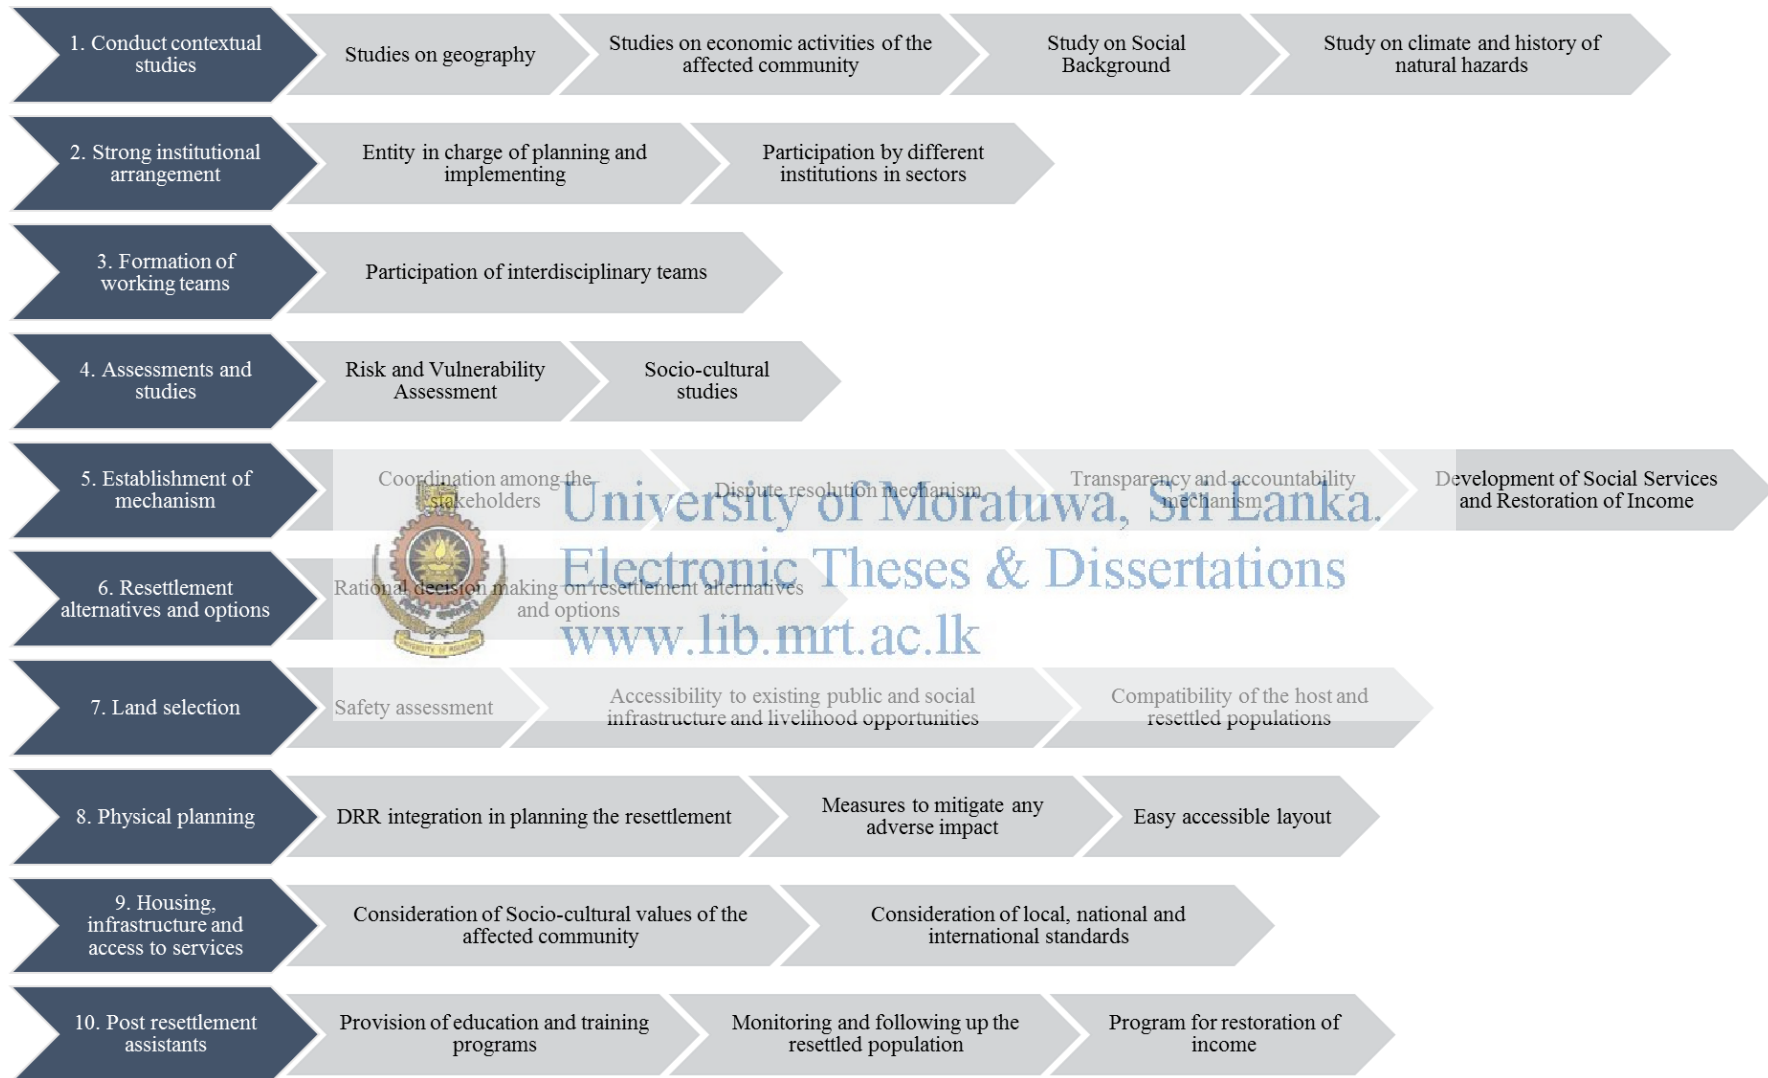 1. Conduct contextual
studies
Studies on geography
Studies on economic activities of the
affected community
Study on Social
Background
Study on climate and history of
natural hazards
2. Strong institutional
arrangement
Entity in charge of planning and
implementing
Participation by different
institutions in sectors
3. Formation of
working teams
Participation of interdisciplinary teams
4. Assessments and
studies
Risk and Vulnerability
Assessment
Socio-cultural
studies
5. Establishment of
mechanism
Coordination among the
stakeholders
Dispute resolution mechanism
Transparency and accountability
mechanism
Development of Social Services
and Restoration of Income
University of Moratuwa, Sri Lanka.
Electronic Theses & Dissertations
www.lib.mrt.ac.lk
6. Resettlement
alternatives and options
Rational decision making on resettlement alternatives
and options
7. Land selection
Safety assessment
Accessibility to existing public and social
infrastructure and livelihood opportunities
Compatibility of the host and
resettled populations
8. Physical planning
DRR integration in planning the resettlement
Measures to mitigate any
adverse impact
Easy accessible layout
9. Housing,
infrastructure and
access to services
Consideration of Socio-cultural values of the
affected community
Consideration of local, national and
international standards
10. Post resettlement
assistants
Provision of education and training
programs
Monitoring and following up the
resettled population
Program for restoration of
income